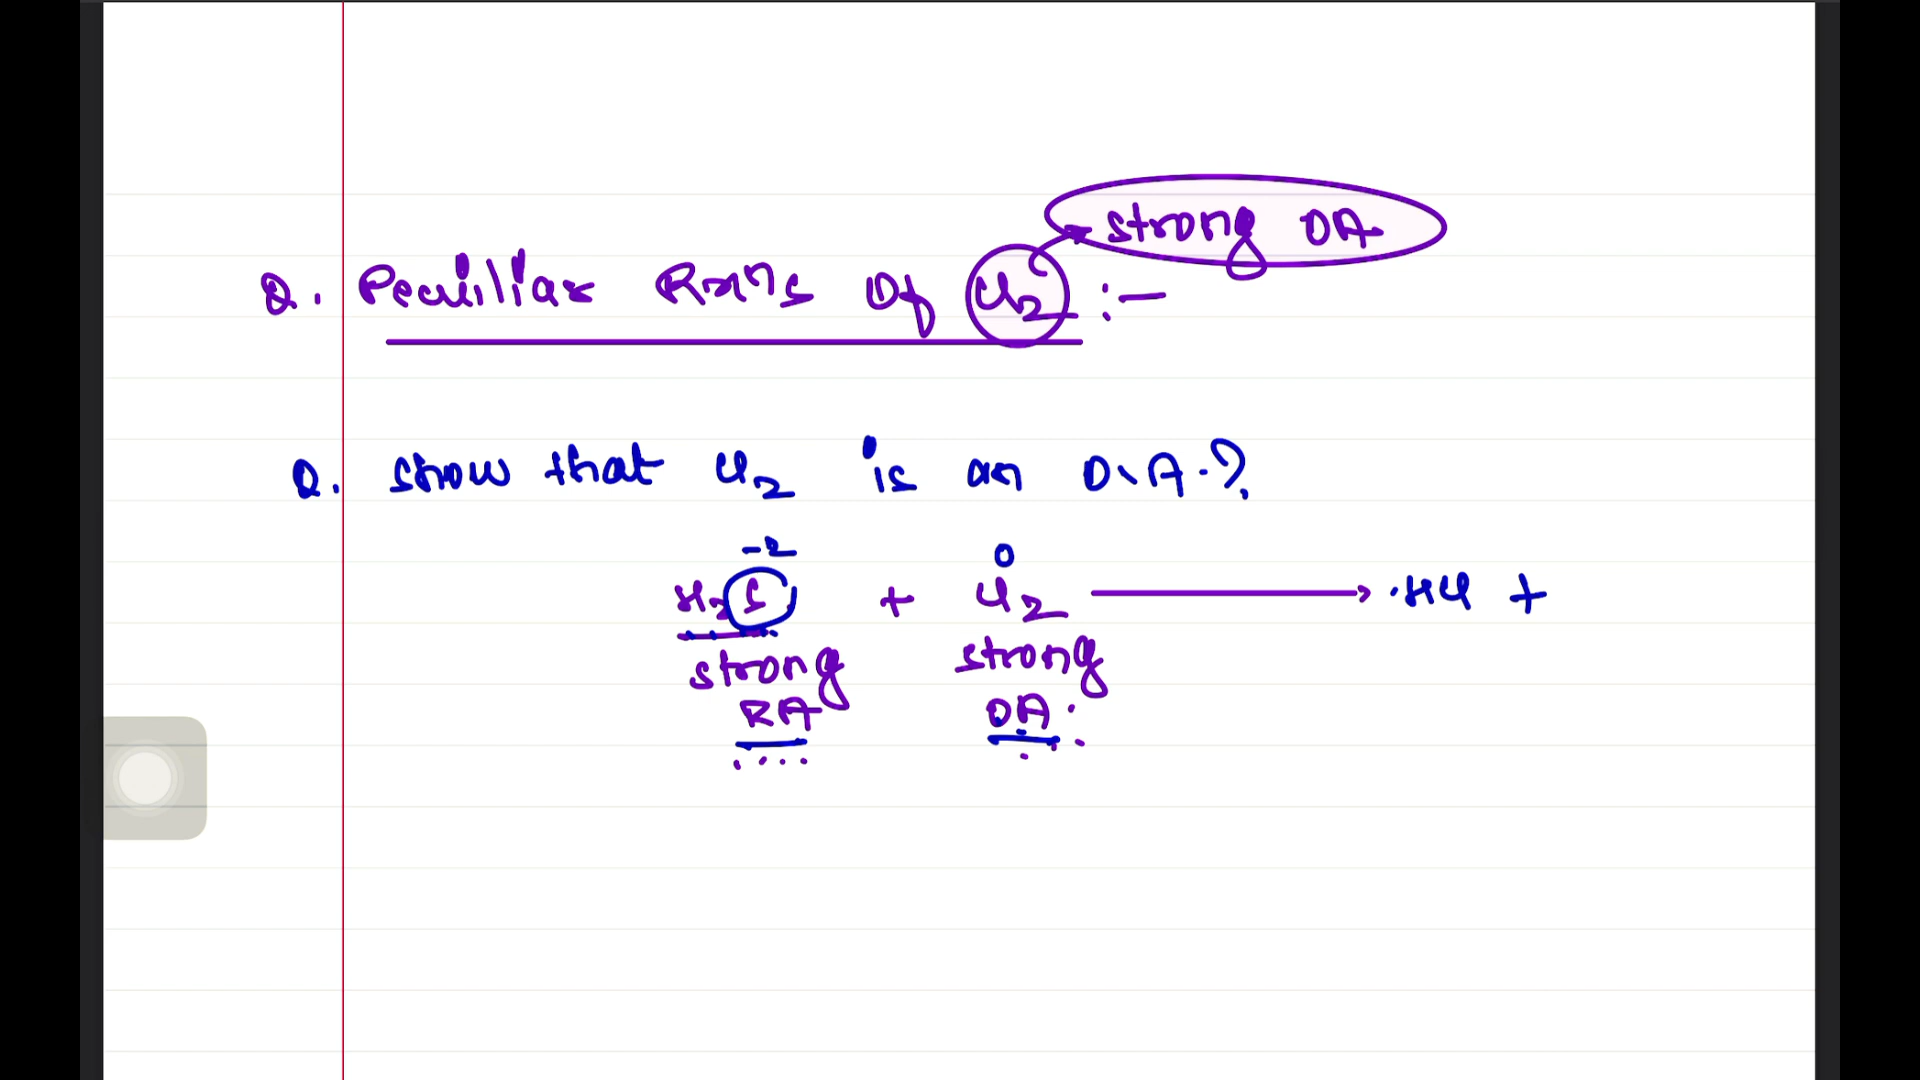 strong OA.
Q. Peculiar Rxns Of Cl2 :-
Q. Show that Cl2 is an O.A.?
-2 0
H2S + Cl2 → HCl +
strong strong
RA OA.